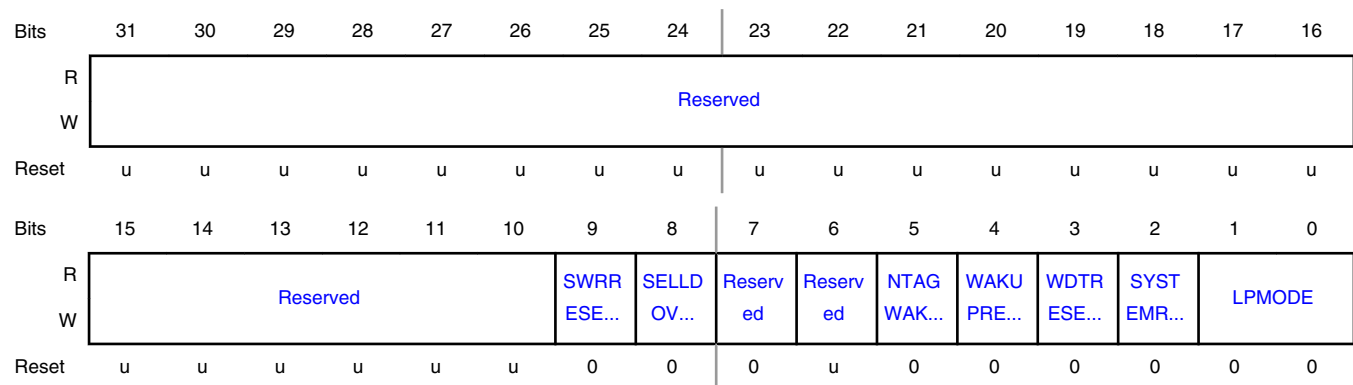 Bits 31 30 29 28 27 26 25 24 23 22 21 20 19 18 17 16
R
Reserved
W
Reset u u u u u u u u u u u u u u u u
Bits 15 14 13 12 11 10 9 8 7 6 5 4 3 2 1 0
R SWRR SELLD Reserv Reserv NTAG WAKU WDTR SYST
Reserved LPMODE
W ESE... OV... ed ed WAK... PRE... ESE... EMR...
Reset u u u u u u 0 0 0 u 0 0 0 0 0 0